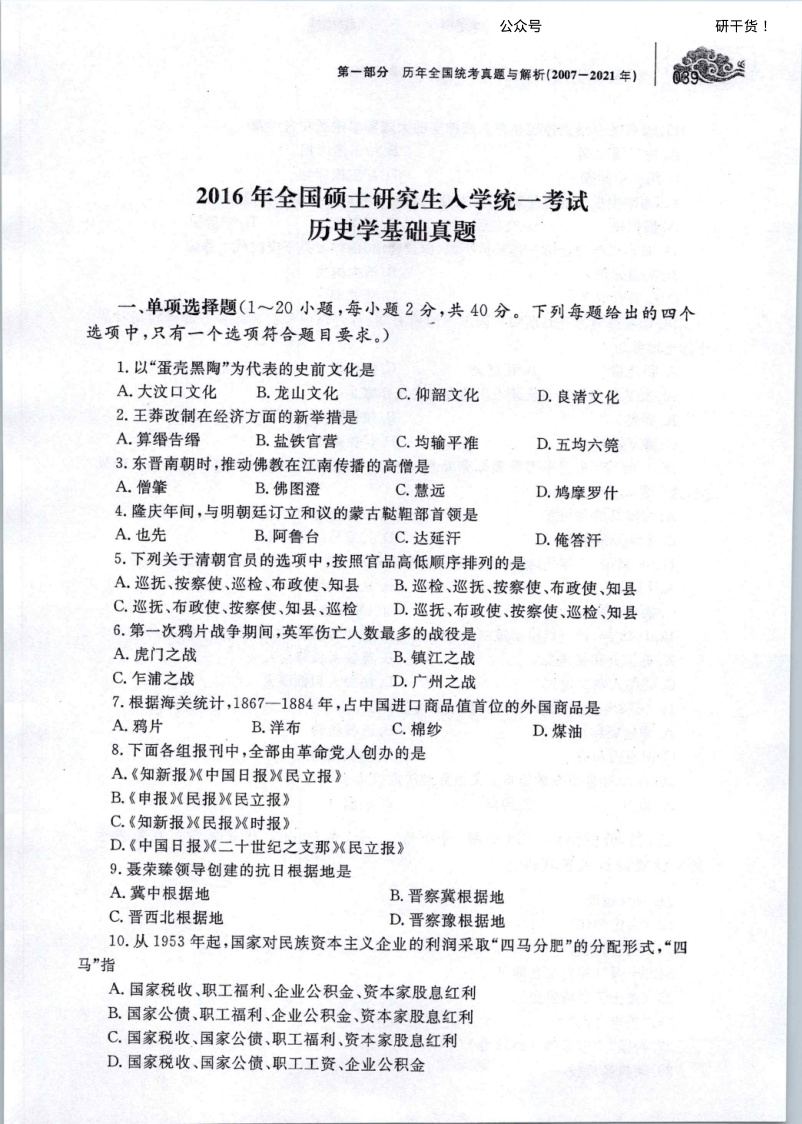 公众号 研干货！
第一部分 历年全国统考真题与解析(2007－2021年)
039
2016年全国硕士研究生入学统一考试
历史学基础真题
一、单项选择题(1～20小题,每小题2分,共40分。下列每题给出的四个
选项中,只有一个选项符合题目要求。)
1.以“蛋壳黑陶”为代表的史前文化是
A.大汶口文化 B.龙山文化 C.仰韶文化 D.良渚文化
2.王莽改制在经济方面的新举措是
A.算缗告缗 B.盐铁官营 C.均输平准 D.五均六筦
3.东晋南朝时,推动佛教在江南传播的高僧是
A.僧肇 B.佛图澄 C.慧远 D.鸠摩罗什
4.隆庆年间,与明朝廷订立和议的蒙古鞑靼部首领是
A.也先 B.阿鲁台 C.达延汗 D.俺答汗
5.下列关于清朝官员的选项中,按照官品高低顺序排列的是
A.巡抚、按察使、巡检、布政使、知县 B.巡检、巡抚、按察使、布政使、知县
C.巡抚、布政使、按察使、知县、巡检 D.巡抚、布政使、按察使、巡检、知县
6.第一次鸦片战争期间,英军伤亡人数最多的战役是
A.虎门之战 B.镇江之战
C.乍浦之战 D.广州之战
7.根据海关统计,1867—1884年,占中国进口商品值首位的外国商品是
A.鸦片 B.洋布 C.棉纱 D.煤油
8.下面各组报刊中,全部由革命党人创办的是
A.《知新报》《中国日报》《民立报》
B.《申报》《民报》《民立报》
C.《知新报》《民报》《时报》
D.《中国日报》《二十世纪之支那》《民立报》
9.聂荣臻领导创建的抗日根据地是
A.冀中根据地 B.晋察冀根据地
C.晋西北根据地 D.晋察豫根据地
10.从1953年起,国家对民族资本主义企业的利润采取“四马分肥”的分配形式,“四
马”指
A.国家税收、职工福利、企业公积金、资本家股息红利
B.国家公债、职工福利、企业公积金、资本家股息红利
C.国家税收、国家公债、职工福利、资本家股息红利
D.国家税收、国家公债、职工工资、企业公积金